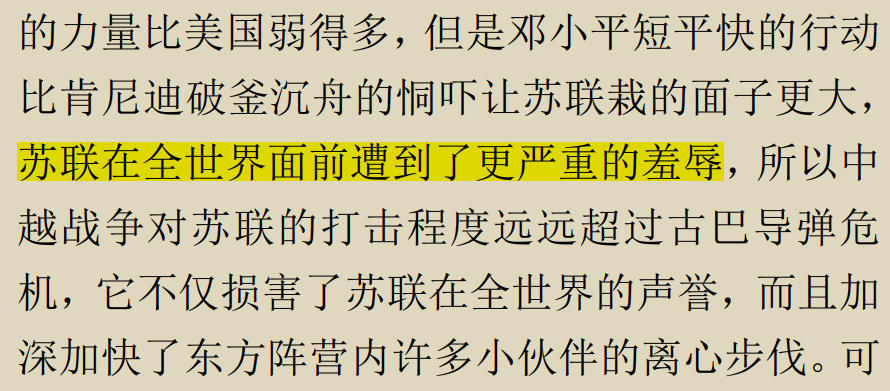 的力量比美国弱得多，但是邓小平短平快的行动
比肯尼迪破釜沉舟的恫吓让苏联栽的面子更大，
苏联在全世界面前遭到了更严重的羞辱，所以中
越战争对苏联的打击程度远远超过古巴导弹危
机，它不仅损害了苏联在全世界的声誉，而且加
深加快了东方阵营内许多小伙伴的离心步伐。可